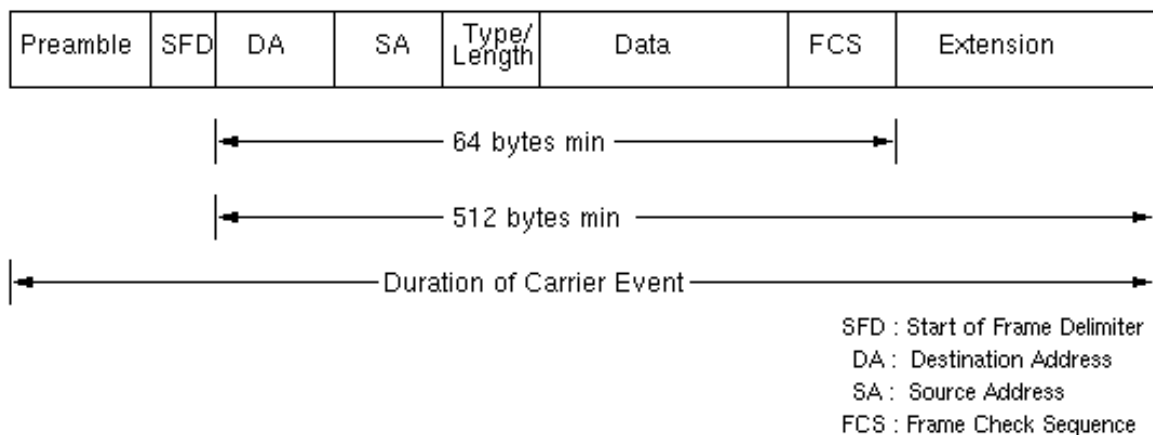 Preamble SFD DA SA Type/Length Data FCS Extension
64 bytes min
512 bytes min
Duration of Carrier Event
SFD : Start of Frame Delimiter
DA : Destination Address
SA : Source Address
FCS : Frame Check Sequence